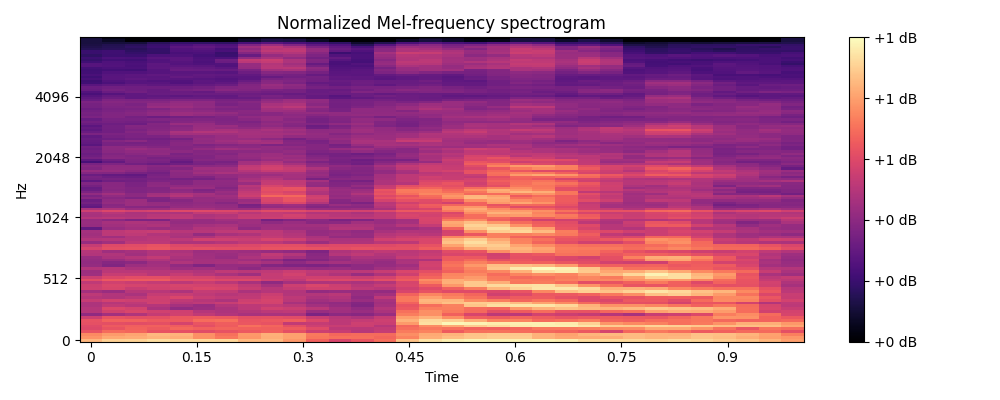 Normalized Mel-frequency spectrogram
Hz
4096
2048
1024
512
0
0 0.15 0.3 0.45 0.6 0.75 0.9
Time
+1 dB
+1 dB
+1 dB
+0 dB
+0 dB
+0 dB